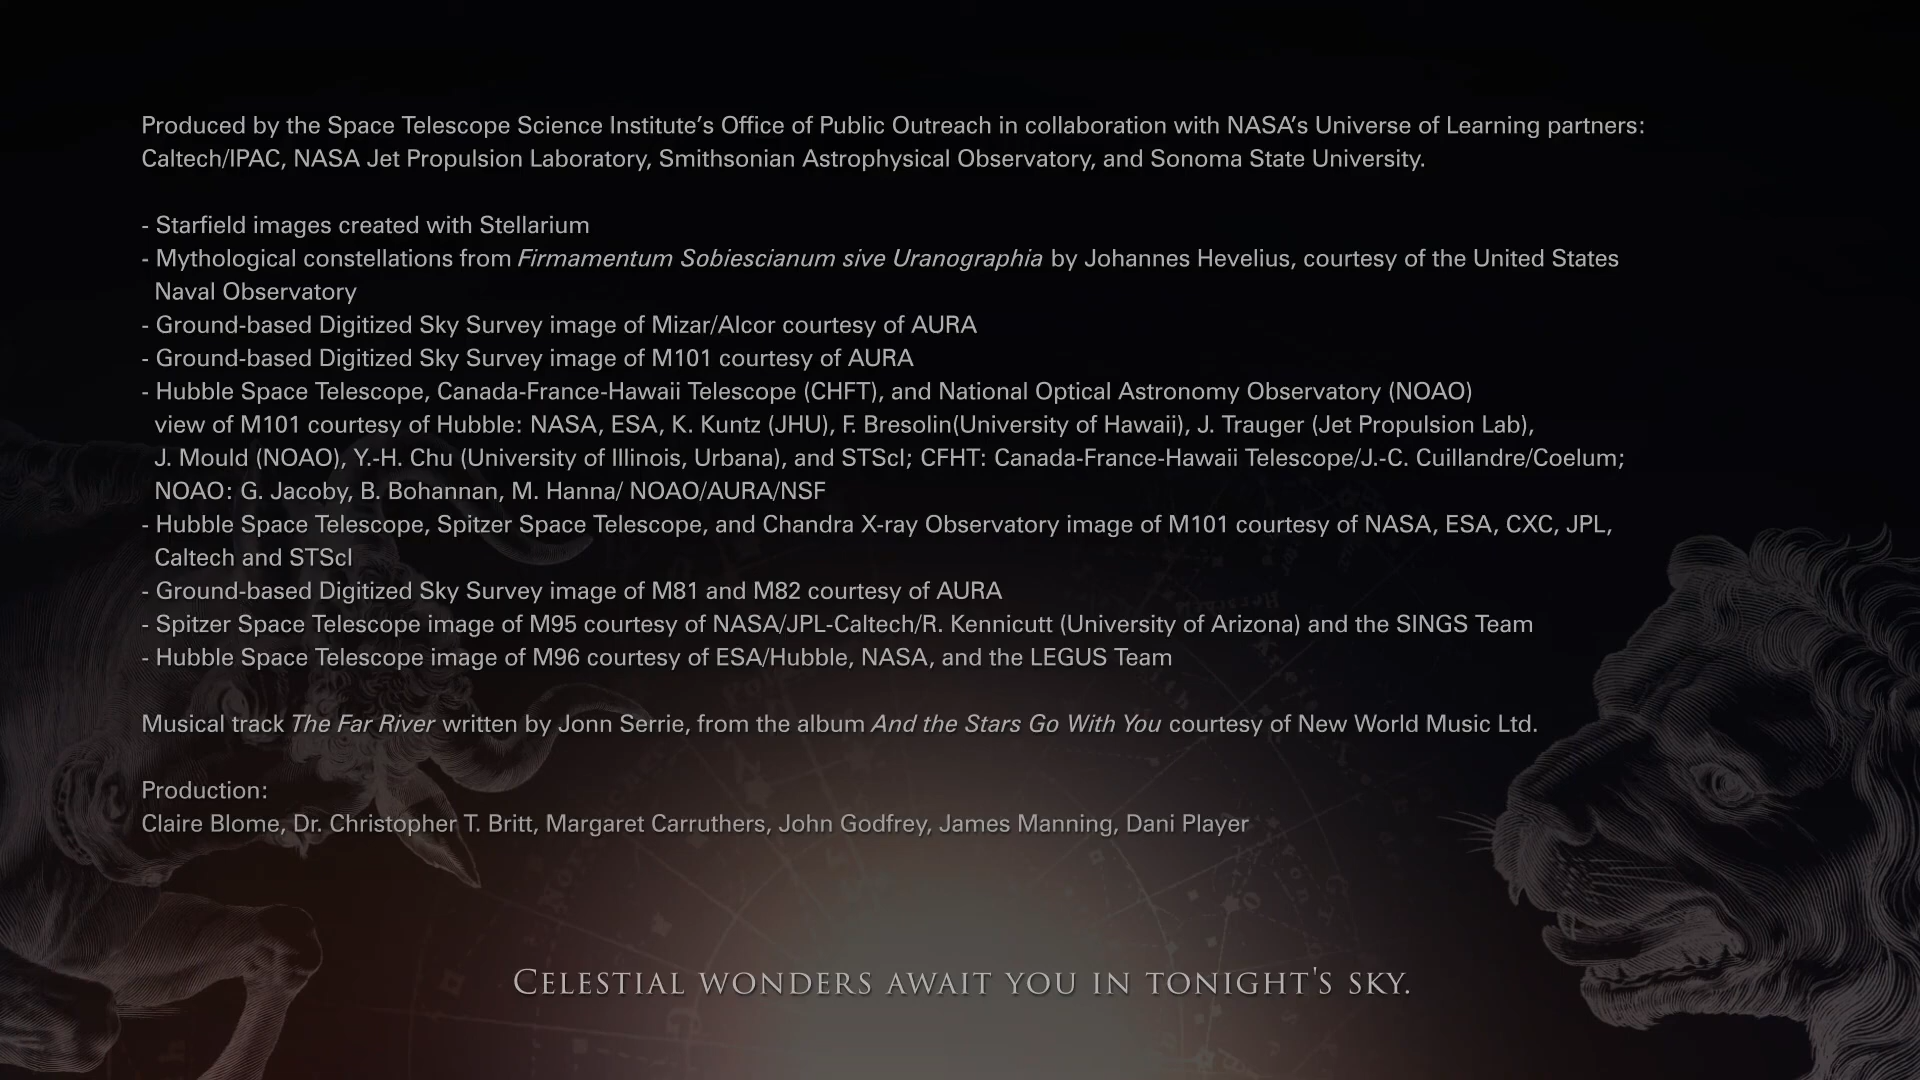 Produced by the Space Telescope Science Institute’s Office of Public Outreach in collaboration with NASA’s Universe of Learning partners:
Caltech/IPAC, NASA Jet Propulsion Laboratory, Smithsonian Astrophysical Observatory, and Sonoma State University.
- Starfield images created with Stellarium
- Mythological constellations from Firmamentum Sobiescianum sive Uranographia by Johannes Hevelius, courtesy of the United States
Naval Observatory
- Ground-based Digitized Sky Survey image of Mizar/Alcor courtesy of AURA
- Ground-based Digitized Sky Survey image of M101 courtesy of AURA
- Hubble Space Telescope, Canada-France-Hawaii Telescope (CHFT), and National Optical Astronomy Observatory (NOAO)
view of M101 courtesy of Hubble: NASA, ESA, K. Kuntz (JHU), F. Bresolin(University of Hawaii), J. Trauger (Jet Propulsion Lab),
J. Mould (NOAO), Y.-H. Chu (University of Illinois, Urbana), and STScI; CFHT: Canada-France-Hawaii Telescope/J.-C. Cuillandre/Coelum;
NOAO: G. Jacoby, B. Bohannan, M. Hanna/ NOAO/AURA/NSF
- Hubble Space Telescope, Spitzer Space Telescope, and Chandra X-ray Observatory image of M101 courtesy of NASA, ESA, CXC, JPL,
Caltech and STScI
- Ground-based Digitized Sky Survey image of M81 and M82 courtesy of AURA
- Spitzer Space Telescope image of M95 courtesy of NASA/JPL-Caltech/R. Kennicutt (University of Arizona) and the SINGS Team
- Hubble Space Telescope image of M96 courtesy of ESA/Hubble, NASA, and the LEGUS Team
Musical track The Far River written by Jonn Serrie, from the album And the Stars Go With You courtesy of New World Music Ltd.
Production:
Claire Blome, Dr. Christopher T. Britt, Margaret Carruthers, John Godfrey, James Manning, Dani Player
Celestial wonders await you in tonight's sky.